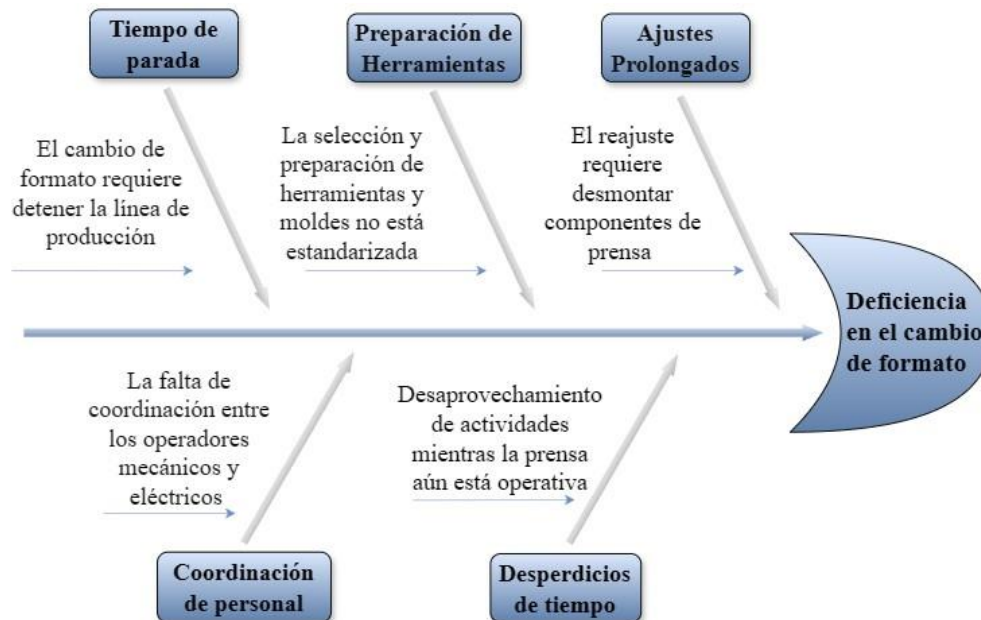 Tiempo de
parada
Preparación de
Herramientas
Ajustes
Prolongados
El cambio de
formato requiere
detener la línea de
producción
La selección y
preparación de
herramientas y
moldes no está
estandarizada
El reajuste
requiere
desmontar
componentes de
prensa
Deficiencia
en el cambio
de formato
La falta de
coordinación entre
los operadores
mecánicos y
eléctricos
Desaprovechamiento
de actividades
mientras la prensa
aún está operativa
Coordinación
de personal
Desperdicios
de tiempo